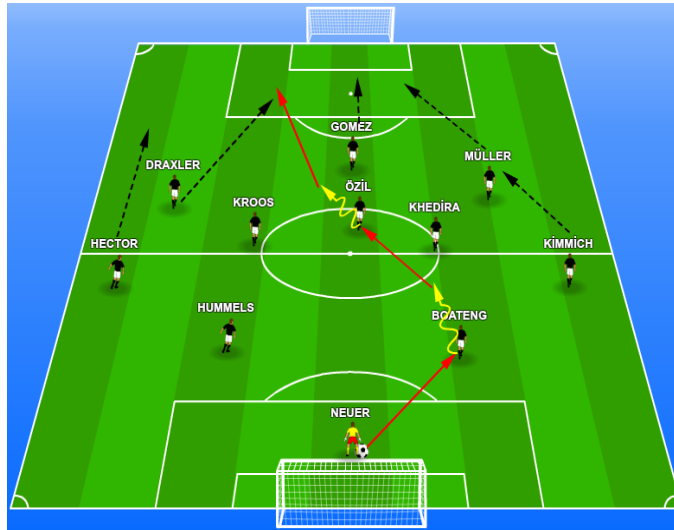 GOMEZ
DRAXLER
MÜLLER
ÖZİL
KROOS
KHEDİRA
HECTOR
KİMMİCH
HUMMELS
BOATENG
NEUER